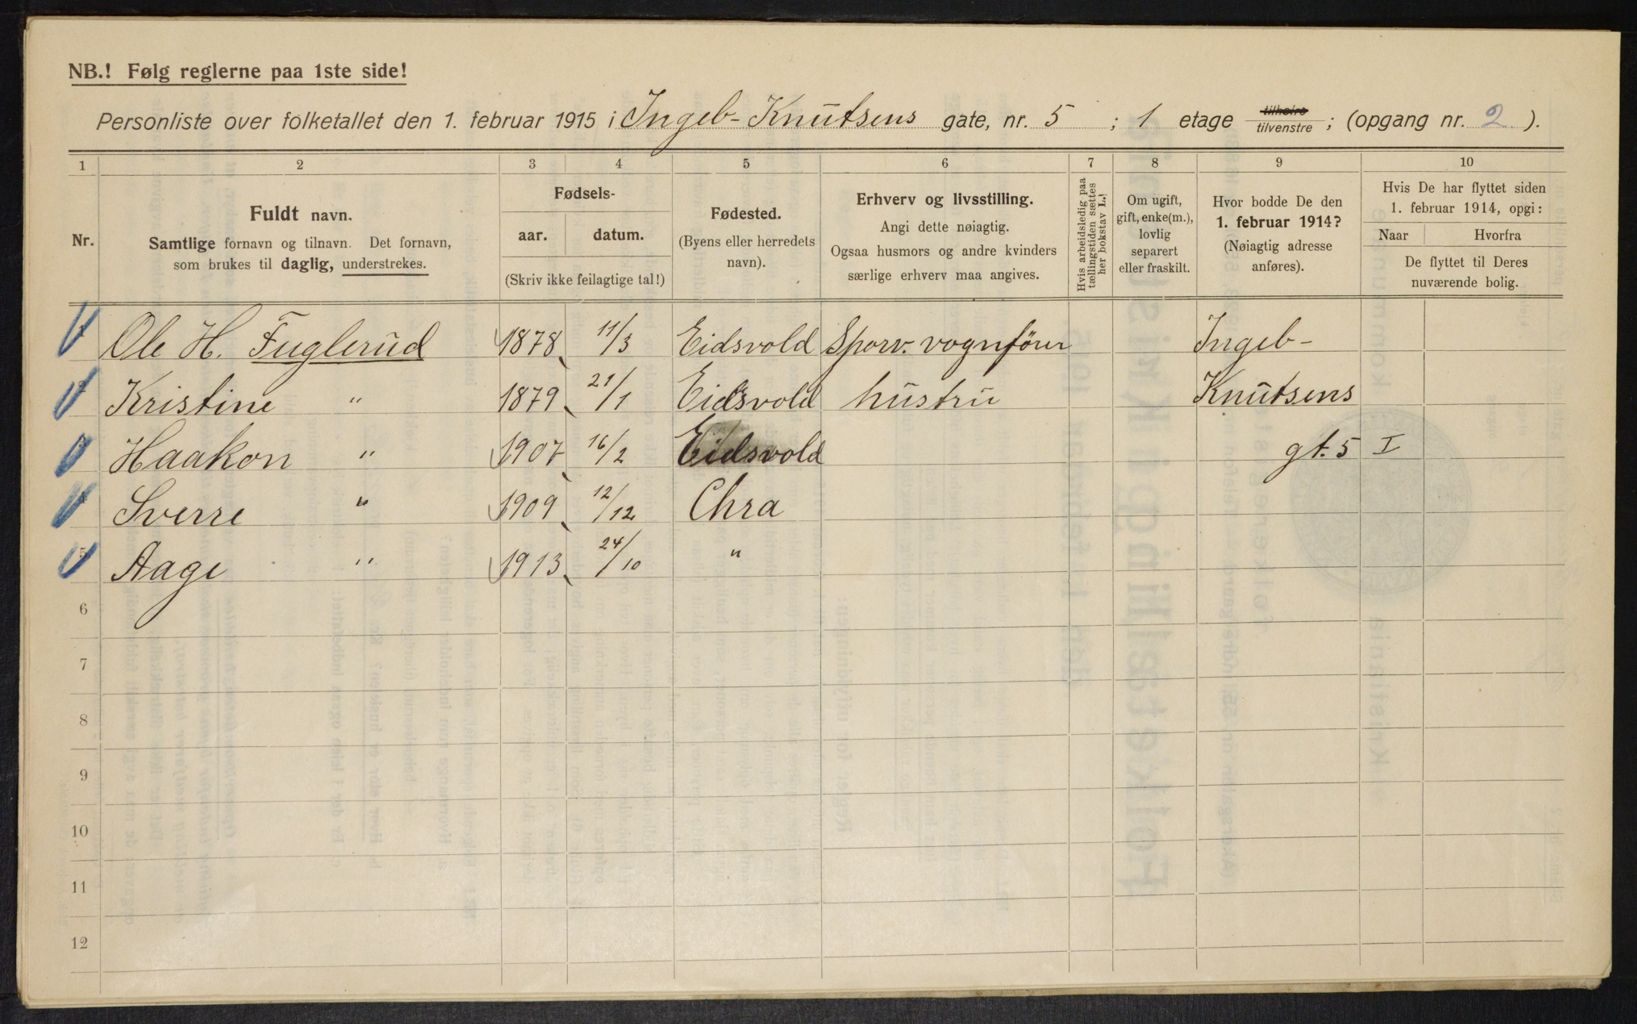 NB.! Følg reglerne paa 1ste side!
Personliste over folketallet den 1. februar 1915 i Ingeb- Knutsens gate, nr. 5 ; 1 etage tilhøire tilvenstre ; (opgang nr. 2 ).
1 2 3 4 5 6 7 8 9 10
Nr.
Fuldt navn.
Samtlige fornavn og tilnavn. Det fornavn,
som brukes til daglig, understrekes.
Fødsels-
aar. datum.
(Skriv ikke feilagtige tal!)
Fødested.
(Byens eller herredets
navn).
Erhverv og livsstilling.
Angi dette nøiagtig.
Ogsaa husmors og andre kvinders
særlige erhverv maa angives.
Hvis arbeidsledig paa
tællingstiden sættes
her bokstav L.!
Om ugift,
gift, enke(m.),
lovlig
separert
eller fraskilt.
Hvor bodde De den
1. februar 1914?
(Nøiagtig adresse
anføres).
Hvis De har flyttet siden
1. februar 1914, opgi:
Naar Hvorfra
De flyttet til Deres
nuværende bolig.
Ole H. Fuglerud 1878 11/3 Eidsvold Sporv. vognfören Ingeb-
Kristine " 1879 21/1 Eidsvold hustru Knutsens
Haakon " 1907 16/2 Eidsvold gt. 5 I
Sverre " 1909 12/12 Chra
5 Aage " 1913 24/10 "
6
7
8
9
10
11
12